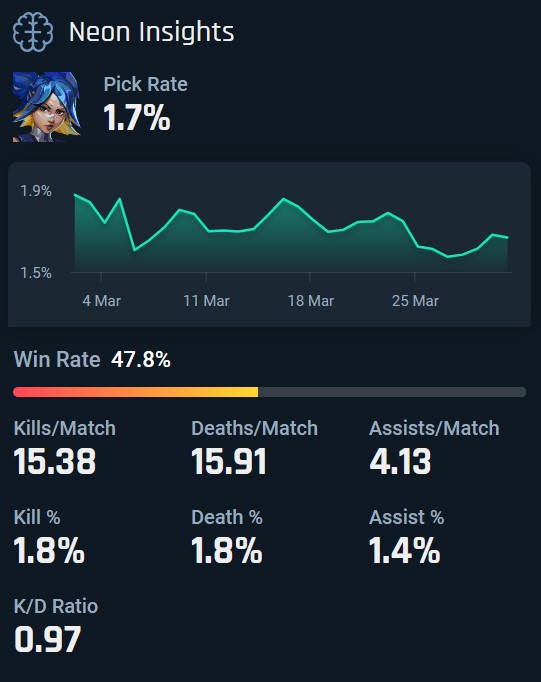 Neon Insights
Pick Rate
1.7%
1.9%
1.5%
4 Mar 11 Mar 18 Mar 25 Mar
Win Rate 47.8%
Kills/Match Deaths/Match Assists/Match
15.38 15.91 4.13
Kill % Death % Assist %
1.8% 1.8% 1.4%
K/D Ratio
0.97